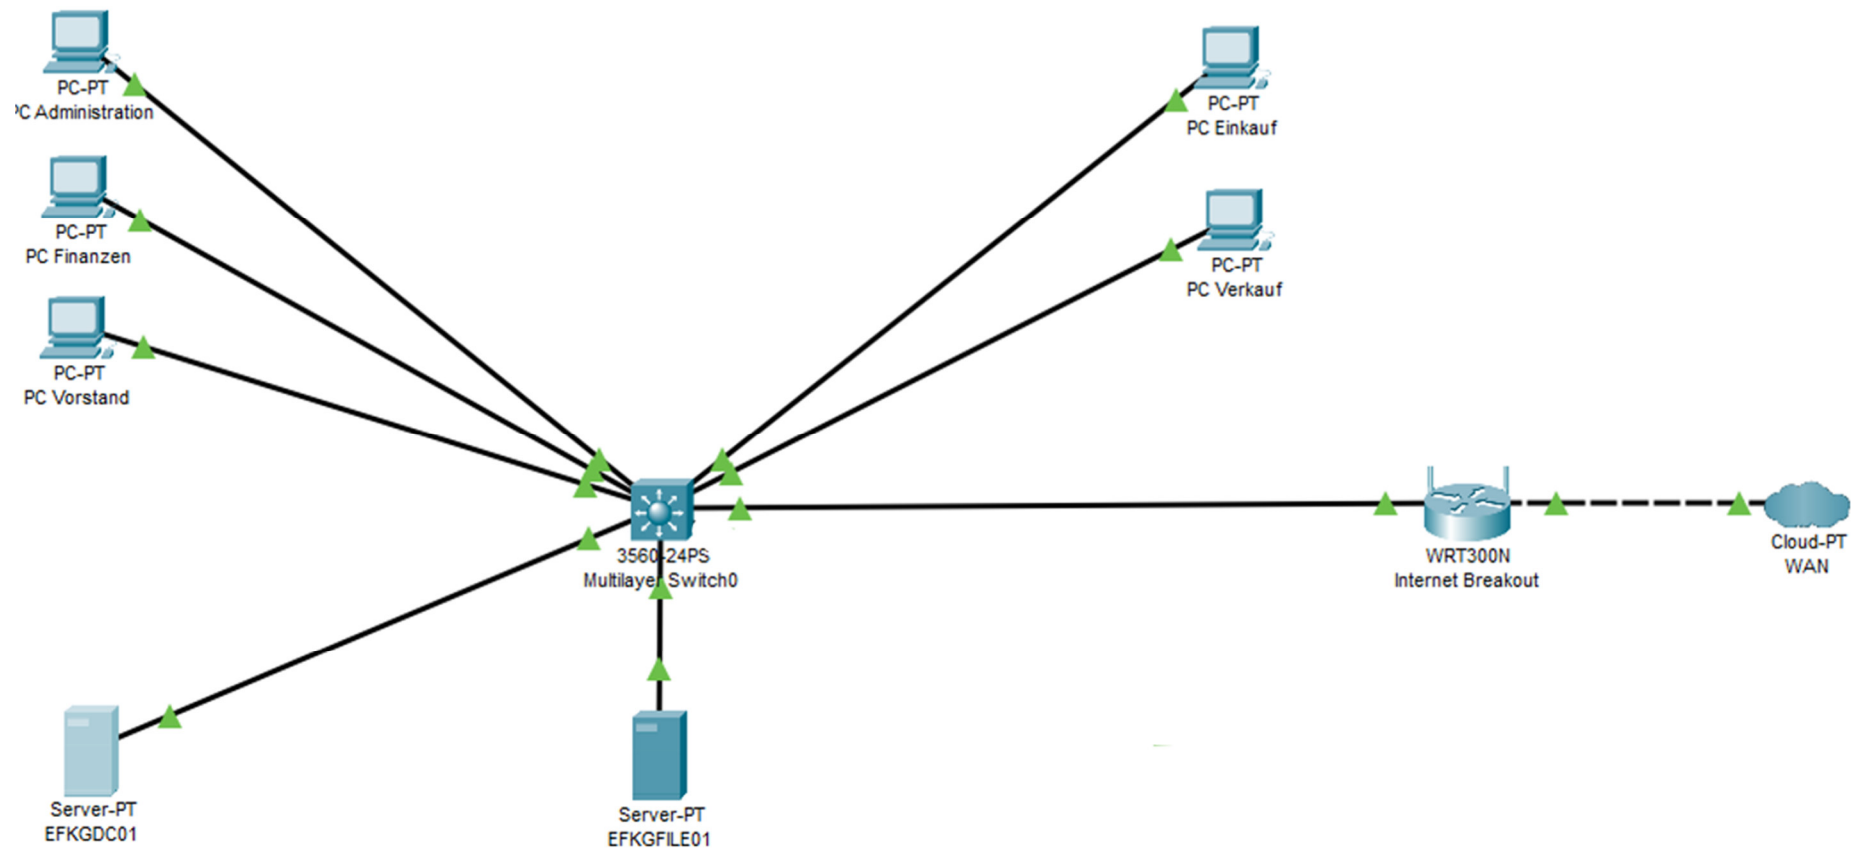 PC-PT
PC Administration
PC-PT
PC Finanzen
PC-PT
PC Vorstand
PC-PT
PC Einkauf
PC-PT
PC Verkauf
3560-24PS
Multilayer Switch0
WRT300N
Internet Breakout
Cloud-PT
WAN
Server-PT
EFKGDC01
Server-PT
EFKGFILE01